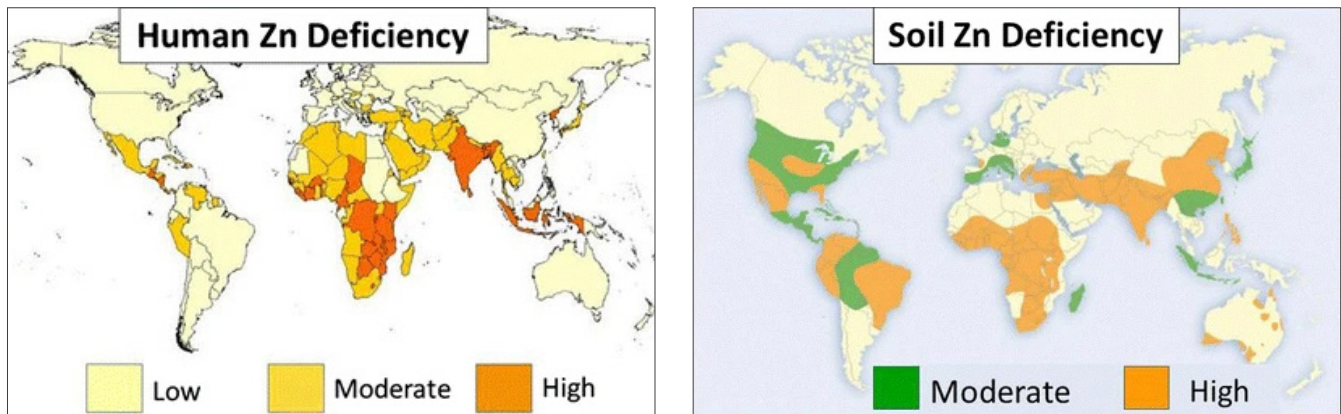 Human Zn Deficiency
Low
Moderate
High
Soil Zn Deficiency
Moderate
High